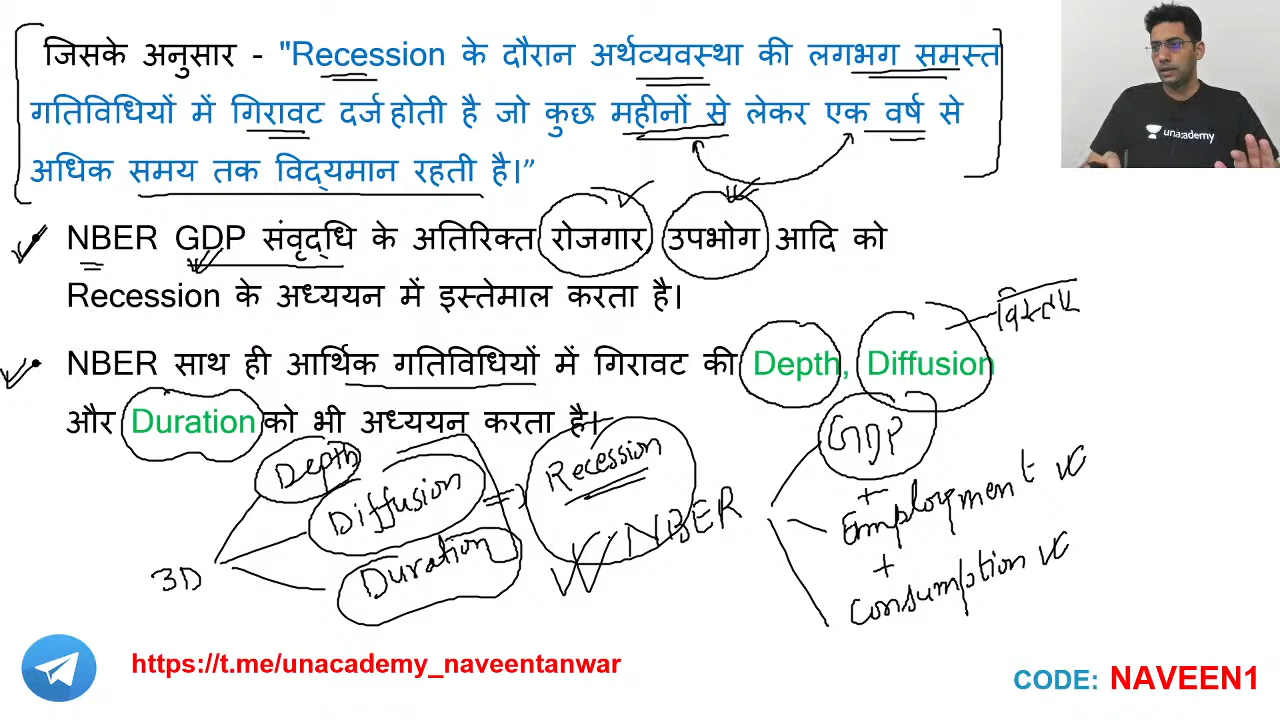 जिसके अनुसार - "Recession के दौरान अर्थव्यवस्था की लगभग समस्त
गतिविधियों में गिरावट दर्ज होती है जो कुछ महीनों से लेकर एक वर्ष से
अधिक समय तक विद्यमान रहती है।”
unacademy
NBER GDP संवृद्धि के अतिरिक्त रोजगार, उपभोग आदि को
Recession के अध्ययन में इस्तेमाल करता है।
विस्तार
• NBER साथ ही आर्थिक गतिविधियों में गिरावट की Depth, Diffusion
और Duration को भी अध्ययन करता है।
3D
Depth
Diffusion
Duration
=> Recession
NBER
GDP
+
Employment
+
Consumption
https://t.me/unacademy_naveentanwar
CODE: NAVEEN1